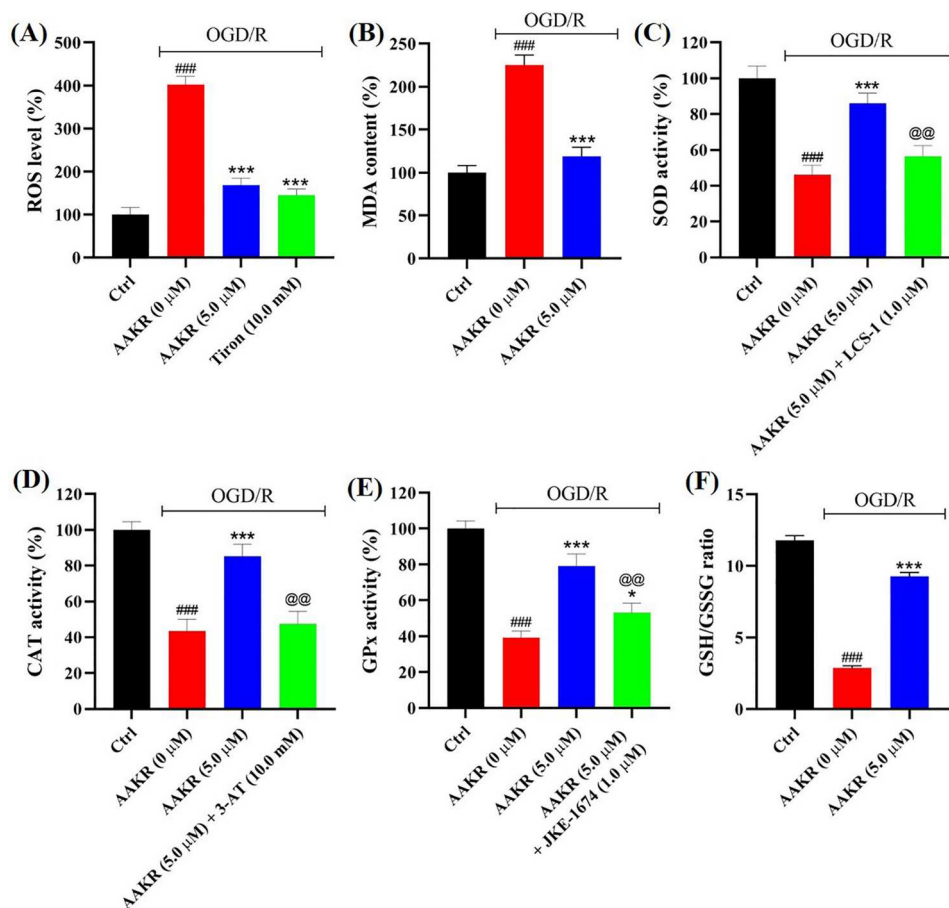 (A)
OGD/R
ROS level (%)
500
400
300
200
100
0
###
***
***
Ctrl
AAKR (0 μM)
AAKR (5.0 μM)
Tiron (10.0 mM)
(B)
OGD/R
MDA content (%)
250
200
150
100
50
0
###
***
Ctrl
AAKR (0 μM)
AAKR (5.0 μM)
(C)
OGD/R
SOD activity (%)
120
100
80
60
40
20
0
###
***
@@
Ctrl
AAKR (0 μM)
AAKR (5.0 μM)
AAKR (5.0 μM) + LCS-1 (1.0 μM)
(D)
OGD/R
CAT activity (%)
120
100
80
60
40
20
0
###
***
@@
Ctrl
AAKR (0 μM)
AAKR (5.0 μM)
AAKR (5.0 μM) + 3-AT (10.0 mM)
(E)
OGD/R
GPx activity (%)
120
100
80
60
40
20
0
###
***
@@
*
Ctrl
AAKR (0 μM)
AAKR (5.0 μM)
AAKR (5.0 μM)
+ JKE-1674 (1.0 μM)
(F)
OGD/R
GSH/GSSG ratio
15
10
5
0
###
***
Ctrl
AAKR (0 μM)
AAKR (5.0 μM)